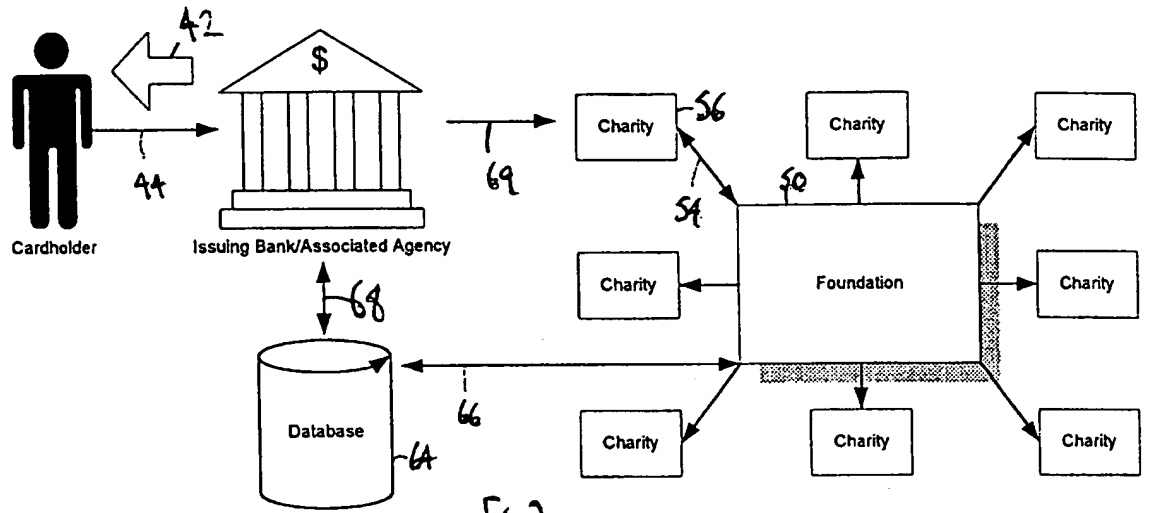 42
$
56
Charity
Charity
Charity
44
69
54
50
Cardholder
Issuing Bank/Associated Agency
Charity
Foundation
Charity
68
66
Database
64
Charity
Charity
Charity